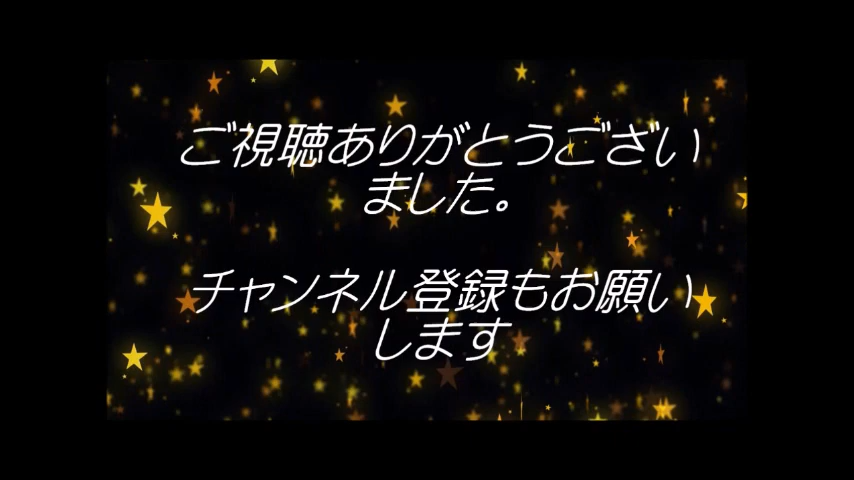 ご視聴ありがとうござい
ました。
チャンネル登録もお願い
します